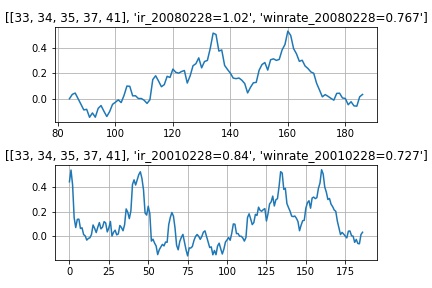 [[33, 34, 35, 37, 41], 'ir_20080228=1.02', 'winrate_20080228=0.767']
0.4
0.2
0.0
80 100 120 140 160 180
[[33, 34, 35, 37, 41], 'ir_20010228=0.84', 'winrate_20010228=0.727']
0.4
0.2
0.0
0 25 50 75 100 125 150 175